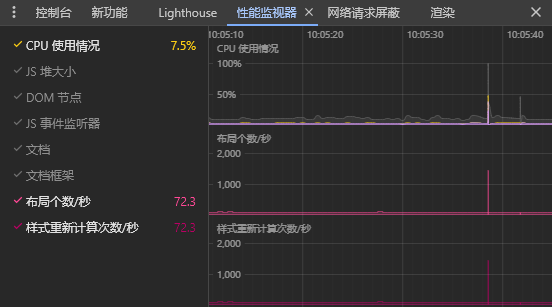 控制台 新功能 Lighthouse 性能监视器 网络请求屏蔽 渲染
CPU 使用情况 7.5%
JS 堆大小
DOM 节点
JS 事件监听器
文档
文档框架
布局个数/秒 72.3
样式重新计算次数/秒 72.3
10:05:10 10:05:20 10:05:30 10:05:40
CPU 使用情况
100%
50%
布局个数/秒
2,000
1,000
样式重新计算次数/秒
2,000
1,000